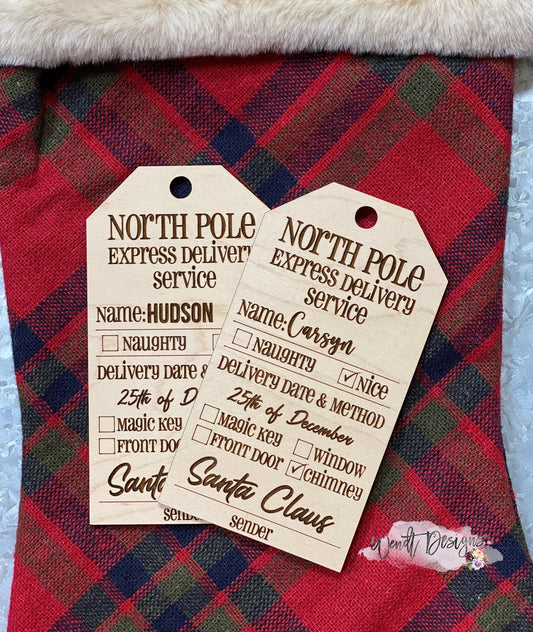 NORTH POLE
EXPRESS DELIVERY
SERVICE
Name: HUDSON
☐ NAUGHTY
DELIVERY DATE &
25th of D
☐ MAGIC KEY
☐ FRONT DOOR
Santa
SENDER
NORTH POLE
EXPRESS DELIVERY
SERVICE
Name: Carsyn
☐ NAUGHTY ☑ NICE
DELIVERY DATE & METHOD
25th of December
☐ MAGIC KEY ☐ WINDOW
☐ FRONT DOOR ☑ CHIMNEY
Santa Claus
SENDER
Wendt Designs